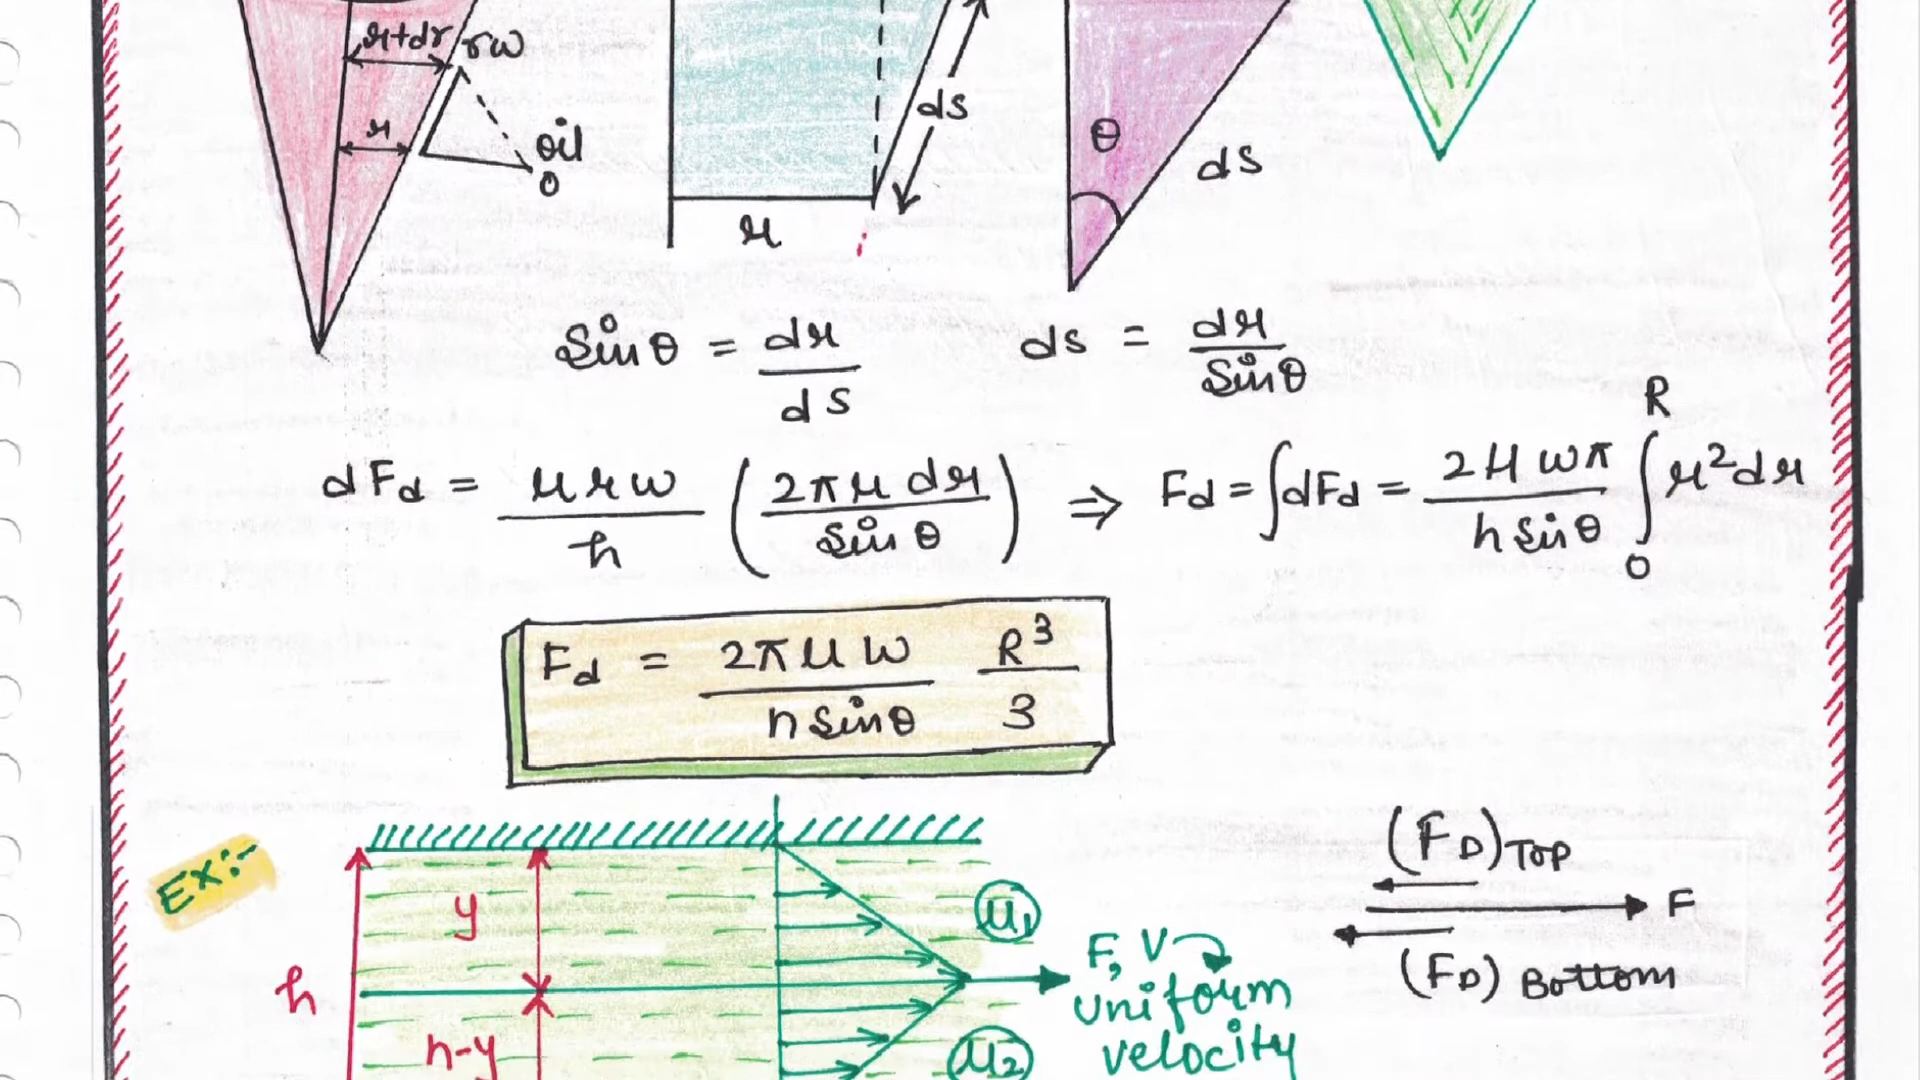 r+dr rω
r
oil
0
ds
r
θ
ds
sinθ = dr/ds ds = dr/sinθ
dFd = μrω/h (2πr dr/sinθ) ⇒ Fd = ∫dFd = 2μωπ/h sinθ ∫₀ᴿ r²dr
Fd = 2πμω/h sinθ R³/3
Ex:-
y
h
h-y
μ1
μ2
F, V
uniform
velocity
(FD)Top
F
(FD) Bottom